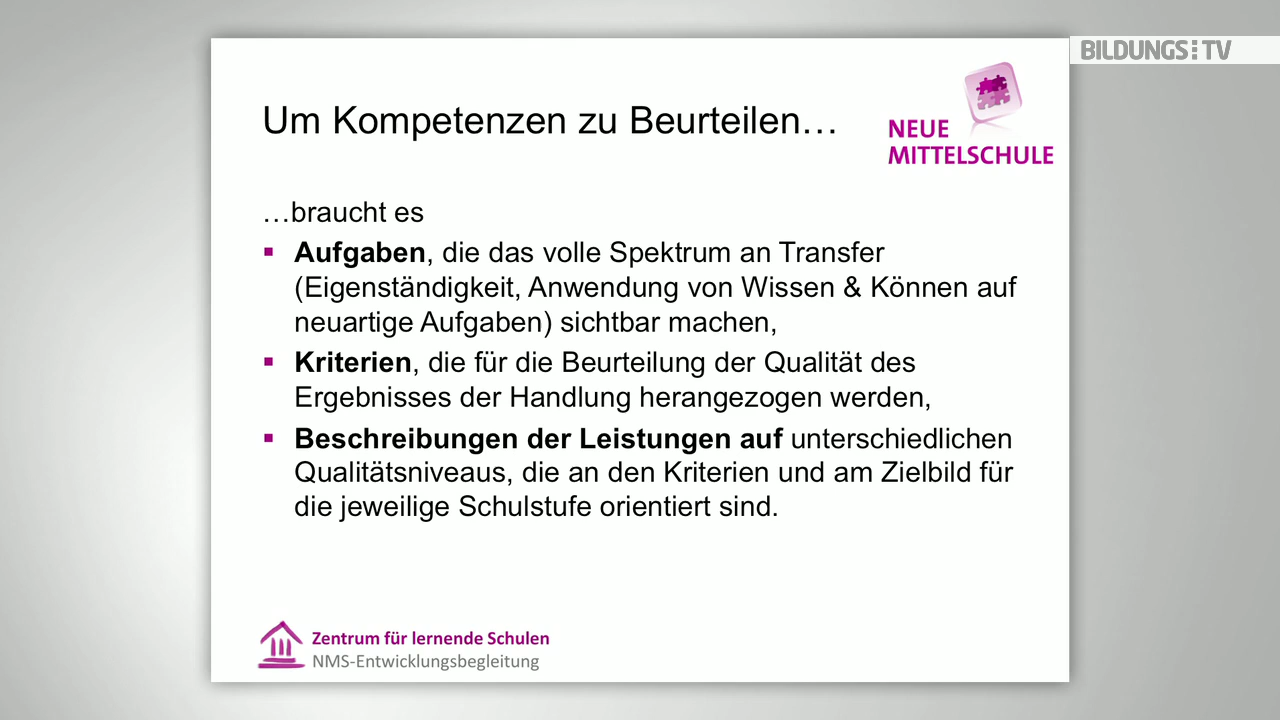 BILDUNGS:TV
Um Kompetenzen zu Beurteilen…
NEUE
MITTELSCHULE
…braucht es
▪ Aufgaben, die das volle Spektrum an Transfer
(Eigenständigkeit, Anwendung von Wissen & Können auf
neuartige Aufgaben) sichtbar machen,
▪ Kriterien, die für die Beurteilung der Qualität des
Ergebnisses der Handlung herangezogen werden,
▪ Beschreibungen der Leistungen auf unterschiedlichen
Qualitätsniveaus, die an den Kriterien und am Zielbild für
die jeweilige Schulstufe orientiert sind.
Zentrum für lernende Schulen
NMS-Entwicklungsbegleitung